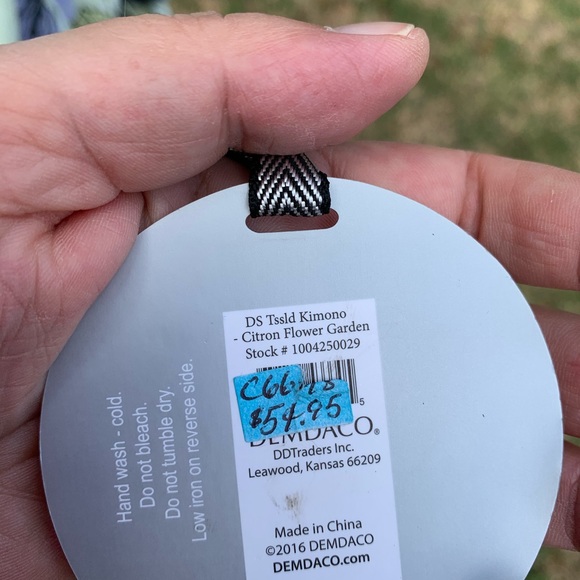 DS Tssld Kimono
- Citron Flower Garden
Stock # 1004250029
5
$54.95
DEMDACO®
DDTraders Inc.
Leawood, Kansas 66209
Made in China
©2016 DEMDACO
DEMDACO.com
Hand wash - cold.
Do not bleach.
Do not tumble dry.
Low iron on reverse side.